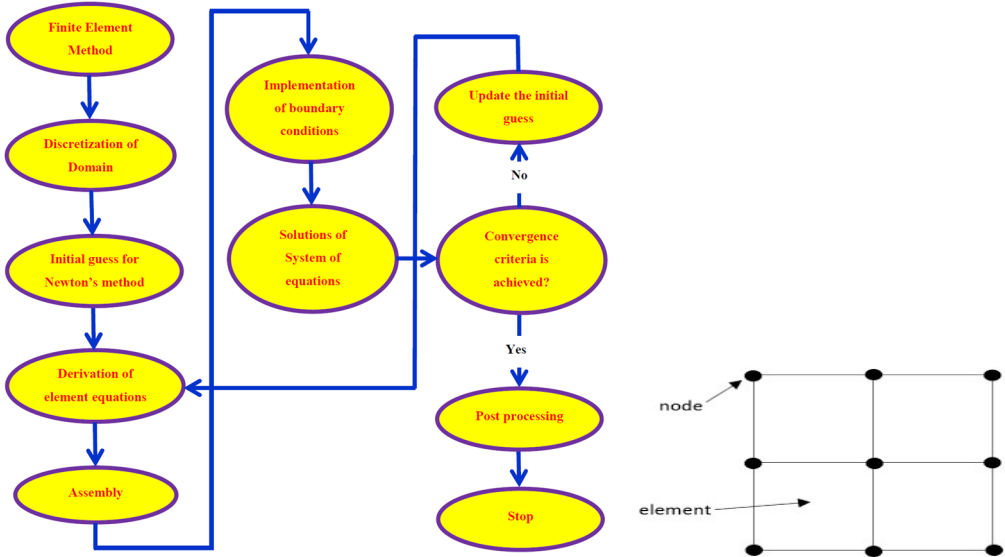 Finite Element
Method
Discretization of
Domain
Initial guess for
Newton's method
Derivation of
element equations
Assembly
Implementation
of boundary
conditions
Solutions of
System of
equations
Update the initial
guess
No
Convergence
criteria is
achieved?
Yes
Post processing
Stop
node
element